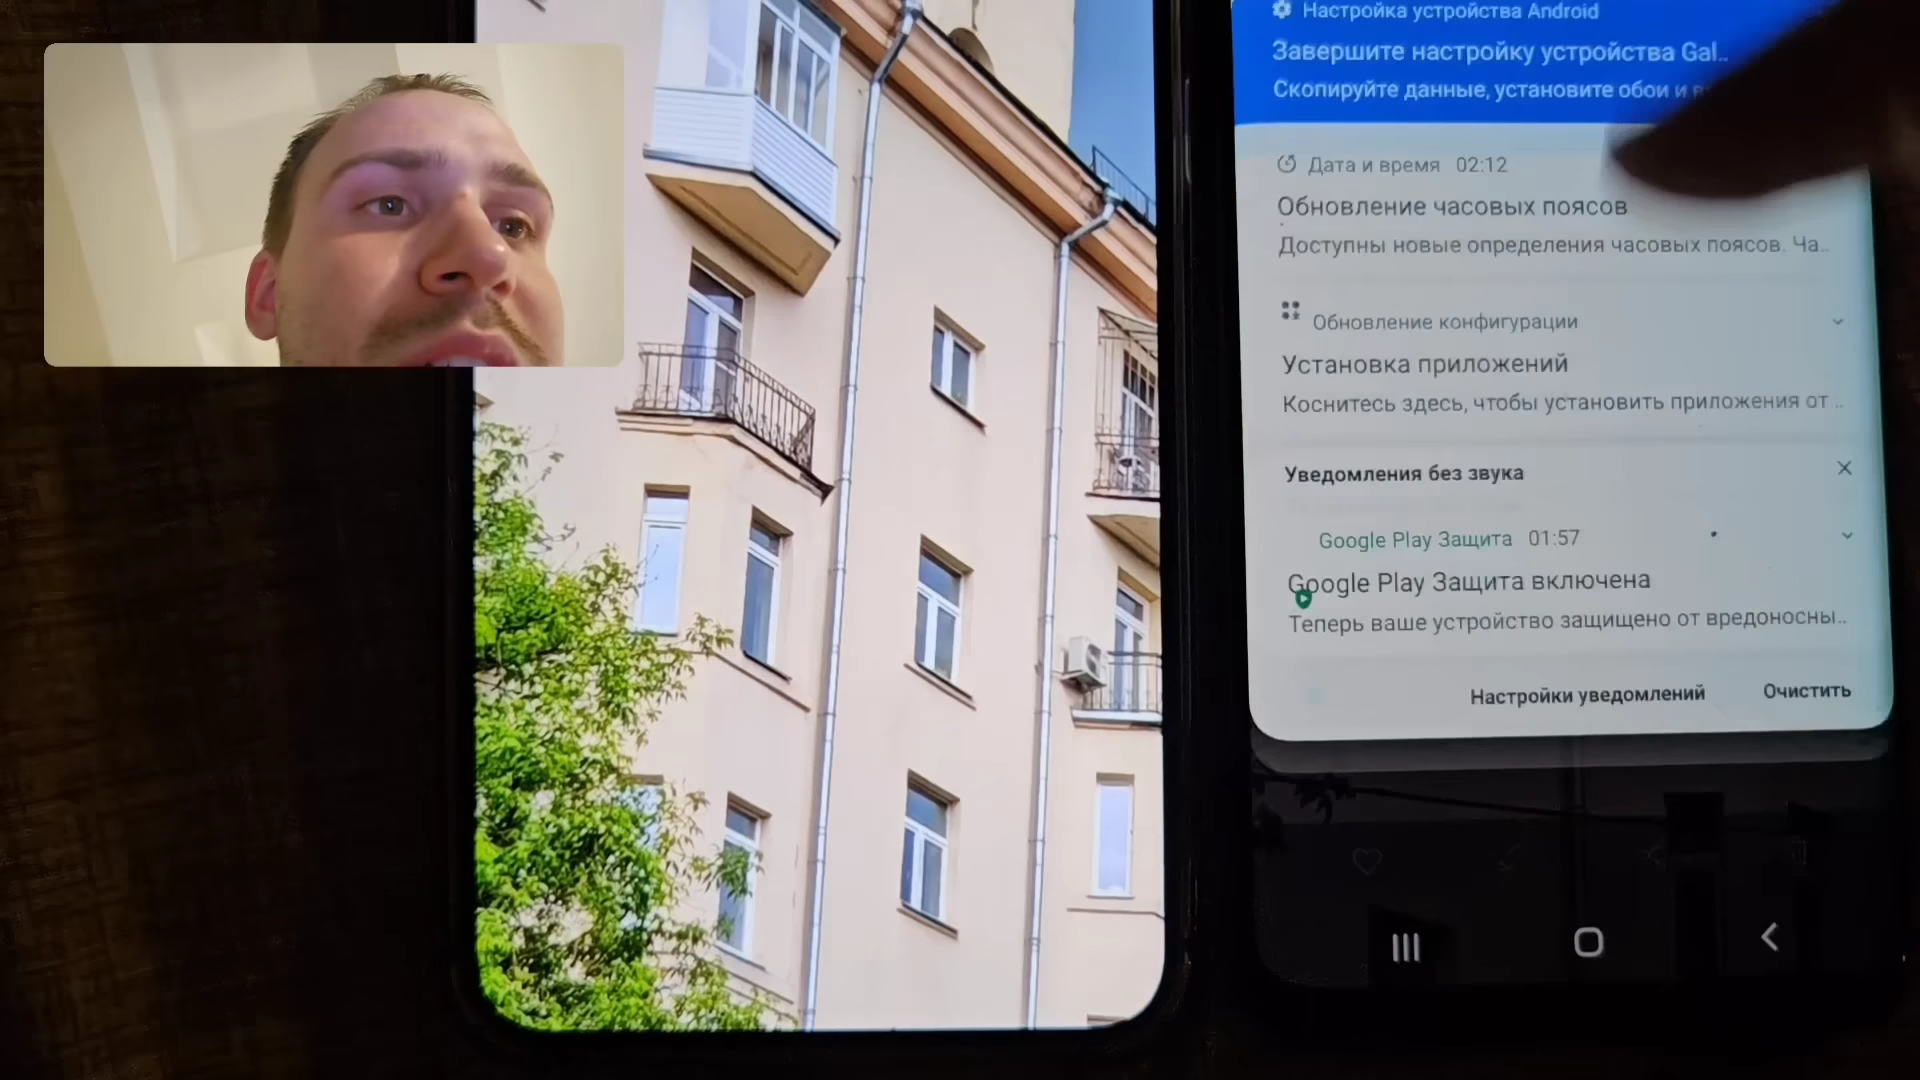 Настройка устройства Android
Завершите настройку устройства Gal..
Скопируйте данные, установите обои и
Дата и время 02:12
Обновление часовых поясов
Доступны новые определения часовых поясов. Ча..
Обновление конфигурации
Установка приложений
Коснитесь здесь, чтобы установить приложения от ..
Уведомления без звука
Google Play Защита 01:57
Google Play Защита включена
Теперь ваше устройство защищено от вредоносны..
Настройки уведомлений Очистить